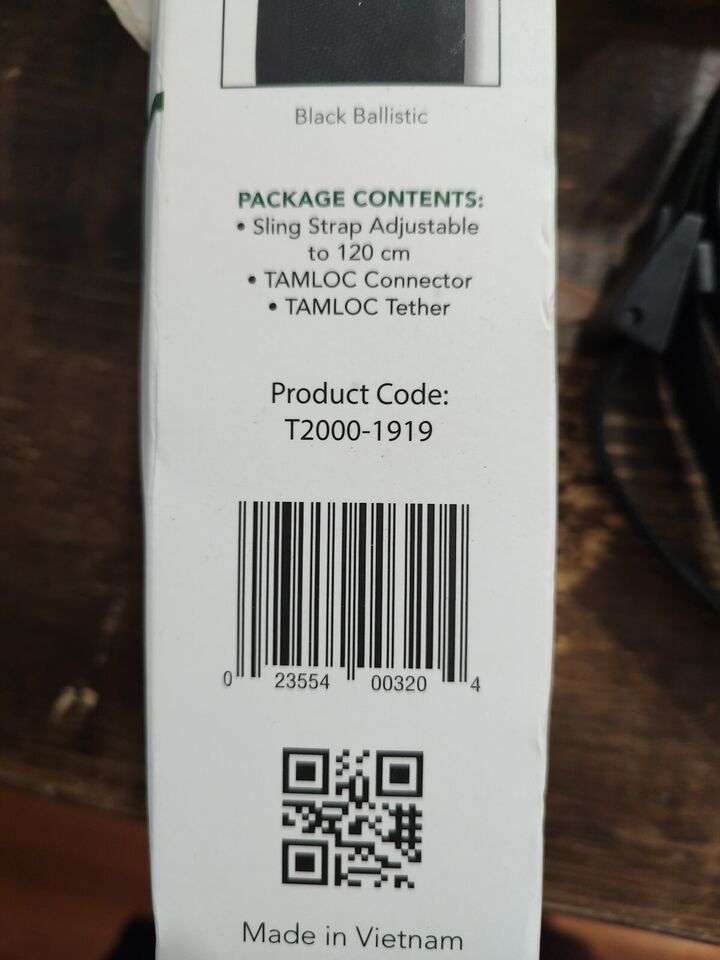 Black Ballistic
PACKAGE CONTENTS:
• Sling Strap Adjustable
to 120 cm
• TAMLOC Connector
• TAMLOC Tether
Product Code:
T2000-1919
0 23554 00320 4
Made in Vietnam